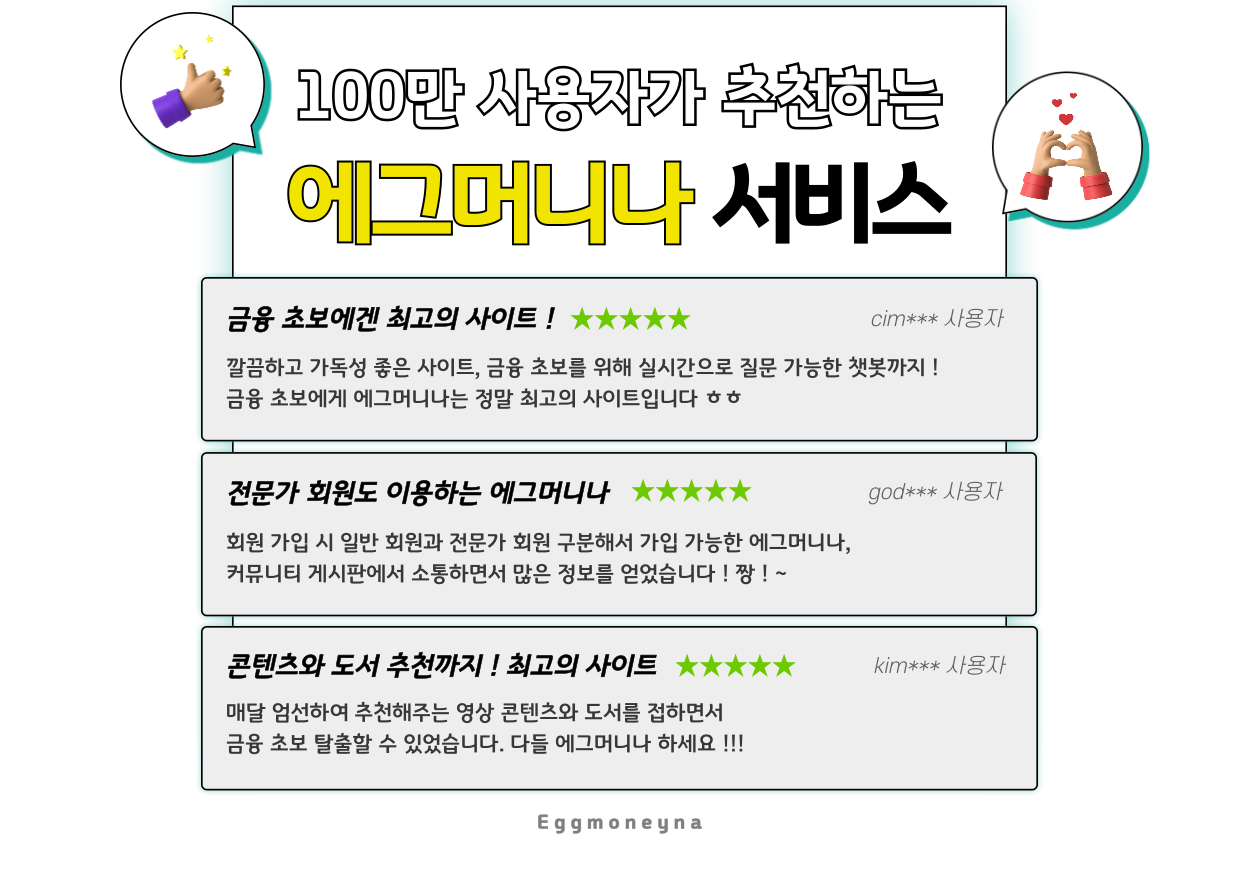 100만 사용자가 추천하는
에그머니나 서비스
금융 초보에겐 최고의 사이트 ! ★★★★★ cim*** 사용자
깔끔하고 가독성 좋은 사이트, 금융 초보를 위해 실시간으로 질문 가능한 챗봇까지 !
금융 초보에게 에그머니나는 정말 최고의 사이트입니다 ㅎㅎ
전문가 회원도 이용하는 에그머니나 ★★★★★ god*** 사용자
회원 가입 시 일반 회원과 전문가 회원 구분해서 가입 가능한 에그머니나,
커뮤니티 게시판에서 소통하면서 많은 정보를 얻었습니다 ! 짱 ! ~
콘텐츠와 도서 추천까지 ! 최고의 사이트 ★★★★★ kim*** 사용자
매달 엄선하여 추천해주는 영상 콘텐츠와 도서를 접하면서
금융 초보 탈출할 수 있었습니다. 다들 에그머니나 하세요 !!!
Eggmoneyna